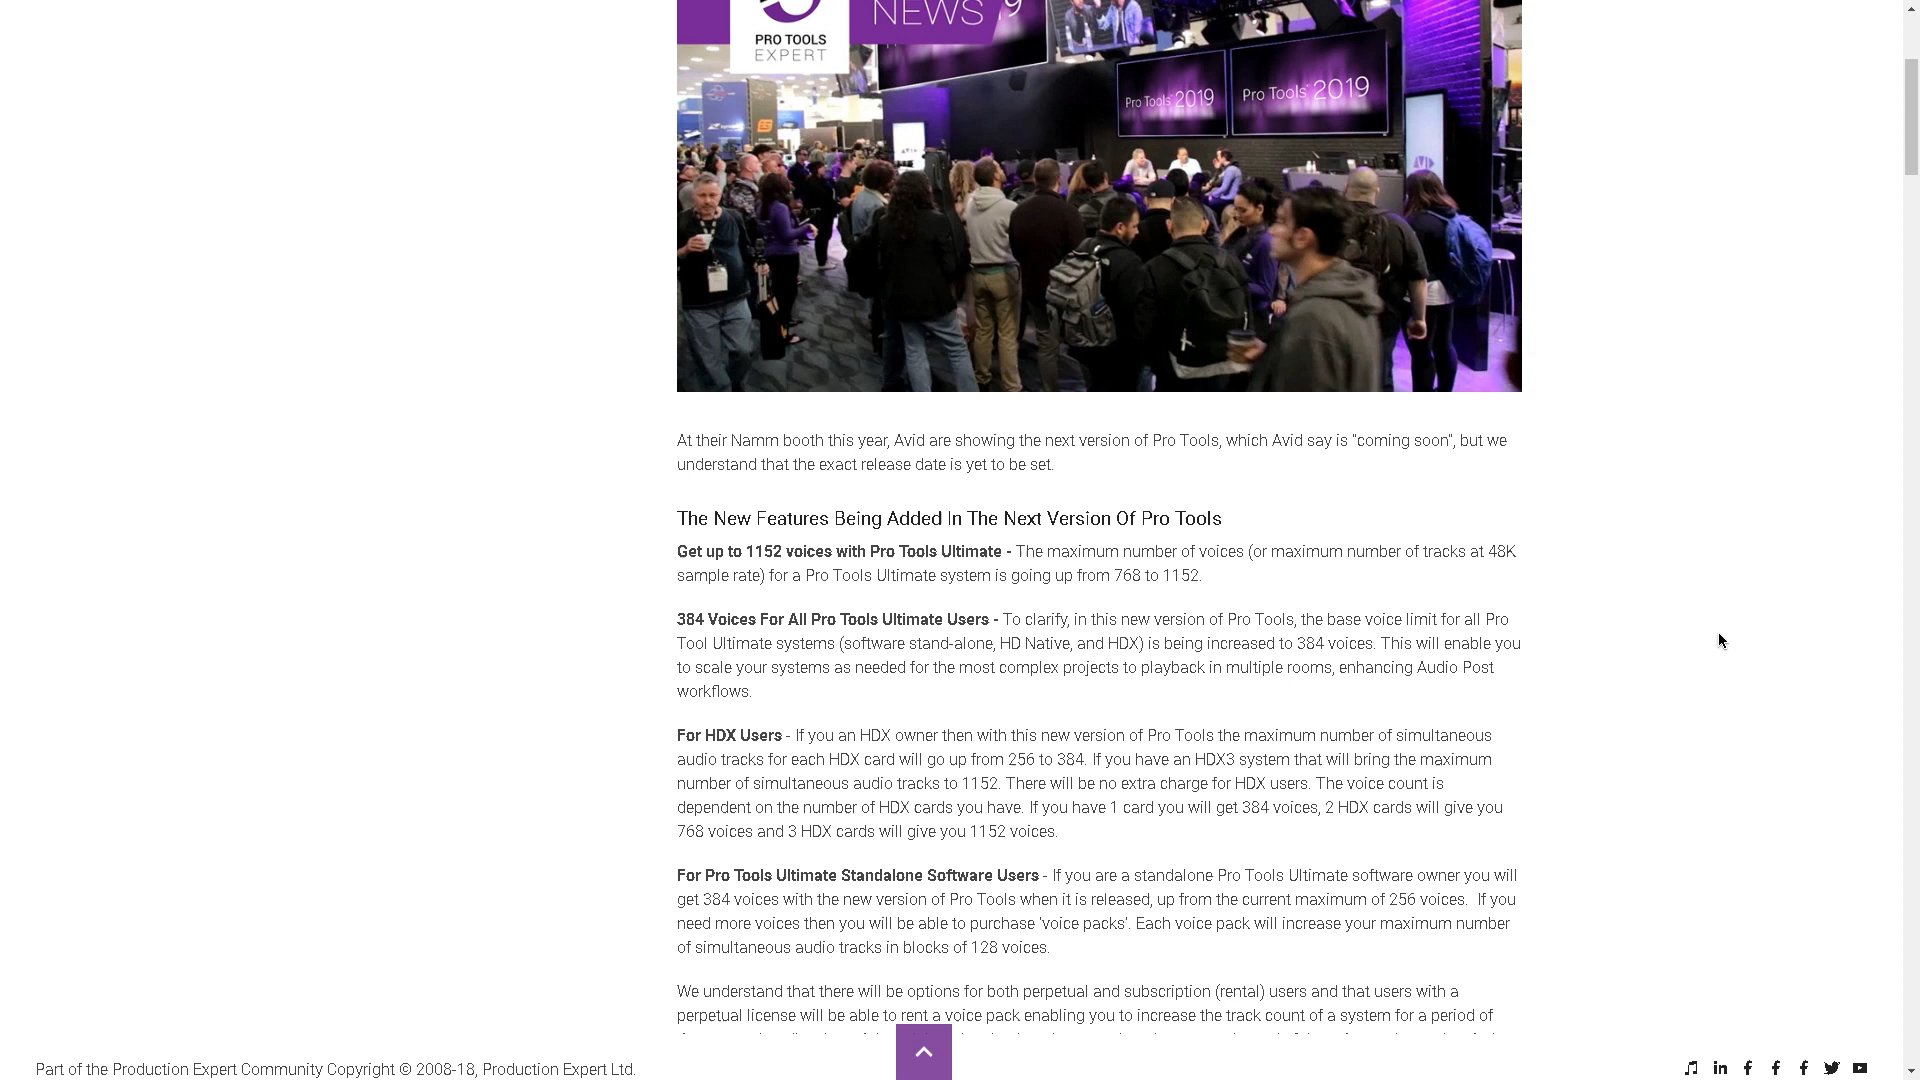 NEWS
PRO TOOLS
EXPERT
Pro Tools 2019
Pro Tools 2019
At their Namm booth this year, Avid are showing the next version of Pro Tools, which Avid say is "coming soon", but we
understand that the exact release date is yet to be set.
The New Features Being Added In The Next Version Of Pro Tools
Get up to 1152 voices with Pro Tools Ultimate - The maximum number of voices (or maximum number of tracks at 48K
sample rate) for a Pro Tools Ultimate system is going up from 768 to 1152.
384 Voices For All Pro Tools Ultimate Users - To clarify, in this new version of Pro Tools, the base voice limit for all Pro
Tool Ultimate systems (software stand-alone, HD Native, and HDX) is being increased to 384 voices. This will enable you
to scale your systems as needed for the most complex projects to playback in multiple rooms, enhancing Audio Post
workflows.
For HDX Users - If you an HDX owner then with this new version of Pro Tools the maximum number of simultaneous
audio tracks for each HDX card will go up from 256 to 384. If you have an HDX3 system that will bring the maximum
number of simultaneous audio tracks to 1152. There will be no extra charge for HDX users. The voice count is
dependent on the number of HDX cards you have. If you have 1 card you will get 384 voices, 2 HDX cards will give you
768 voices and 3 HDX cards will give you 1152 voices.
For Pro Tools Ultimate Standalone Software Users - If you are a standalone Pro Tools Ultimate software owner you will
get 384 voices with the new version of Pro Tools when it is released, up from the current maximum of 256 voices.  If you
need more voices then you will be able to purchase 'voice packs'. Each voice pack will increase your maximum number
of simultaneous audio tracks in blocks of 128 voices.
We understand that there will be options for both perpetual and subscription (rental) users and that users with a
perpetual license will be able to rent a voice pack enabling you to increase the track count of a system for a period of
Part of the Production Expert Community Copyright © 2008-18, Production Expert Ltd.